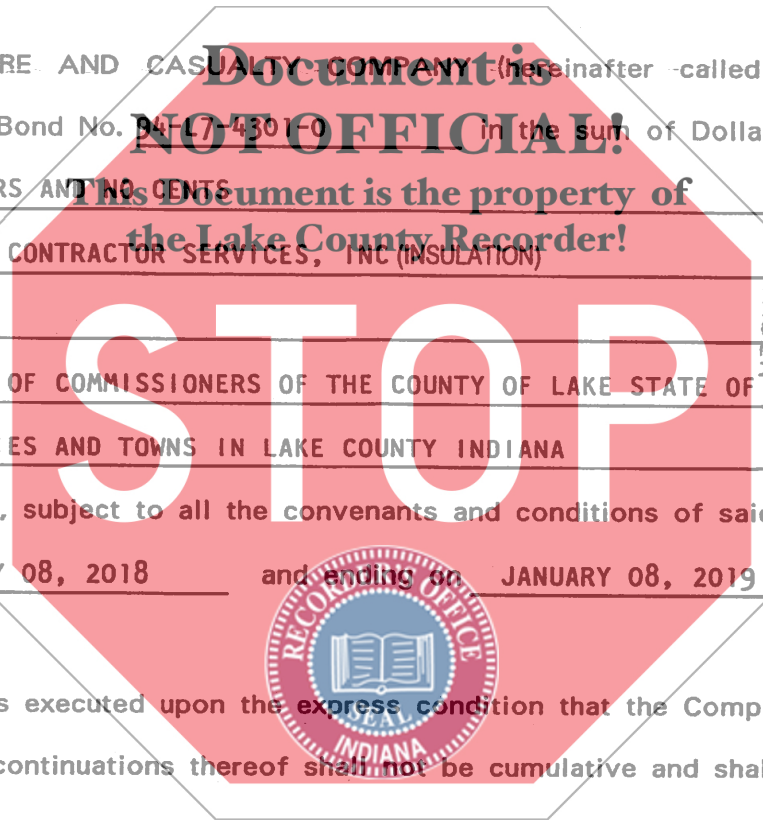 RE AND CASUALTY COMPANY (hereinafter called
Document is
Bond No. 94-L7-4301-0 in the sum of Dolla
NOT OFFICIAL!
RS AND NO CENTS
This Document is the property of
the Lake County Recorder!
CONTRACTOR SERVICES, INC (INSULATION)
STOP
OF COMMISSIONERS OF THE COUNTY OF LAKE STATE OF
ES AND TOWNS IN LAKE COUNTY INDIANA
, subject to all the convenants and conditions of said
08, 2018 and ending on JANUARY 08, 2019
RECORDING OFFICE
SEAL
INDIANA
s executed upon the express condition that the Comp
continuations thereof shall not be cumulative and shal